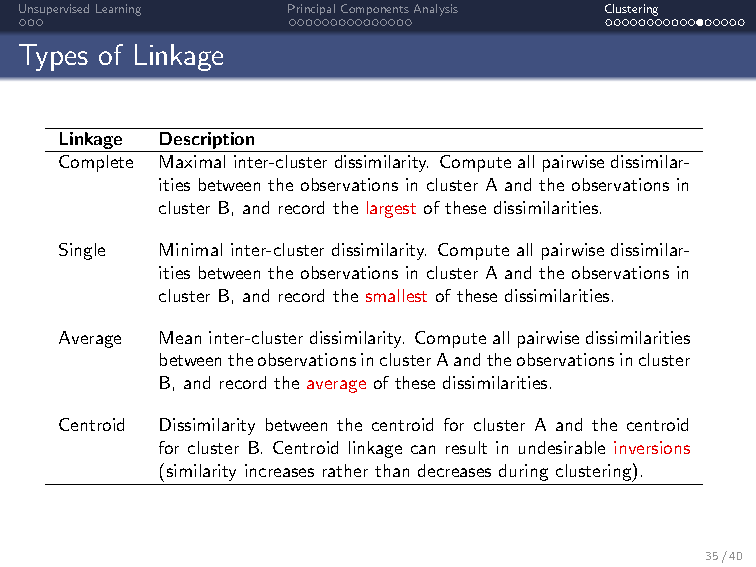 Unsupervised Learning Principal Components Analysis Clustering
Types of Linkage
Linkage Description
Complete Maximal inter-cluster dissimilarity. Compute all pairwise dissimilar-
ities between the observations in cluster A and the observations in
cluster B, and record the largest of these dissimilarities.
Single Minimal inter-cluster dissimilarity. Compute all pairwise dissimilar-
ities between the observations in cluster A and the observations in
cluster B, and record the smallest of these dissimilarities.
Average Mean inter-cluster dissimilarity. Compute all pairwise dissimilarities
between the observations in cluster A and the observations in cluster
B, and record the average of these dissimilarities.
Centroid Dissimilarity between the centroid for cluster A and the centroid
for cluster B. Centroid linkage can result in undesirable inversions
(similarity increases rather than decreases during clustering).
35 / 40